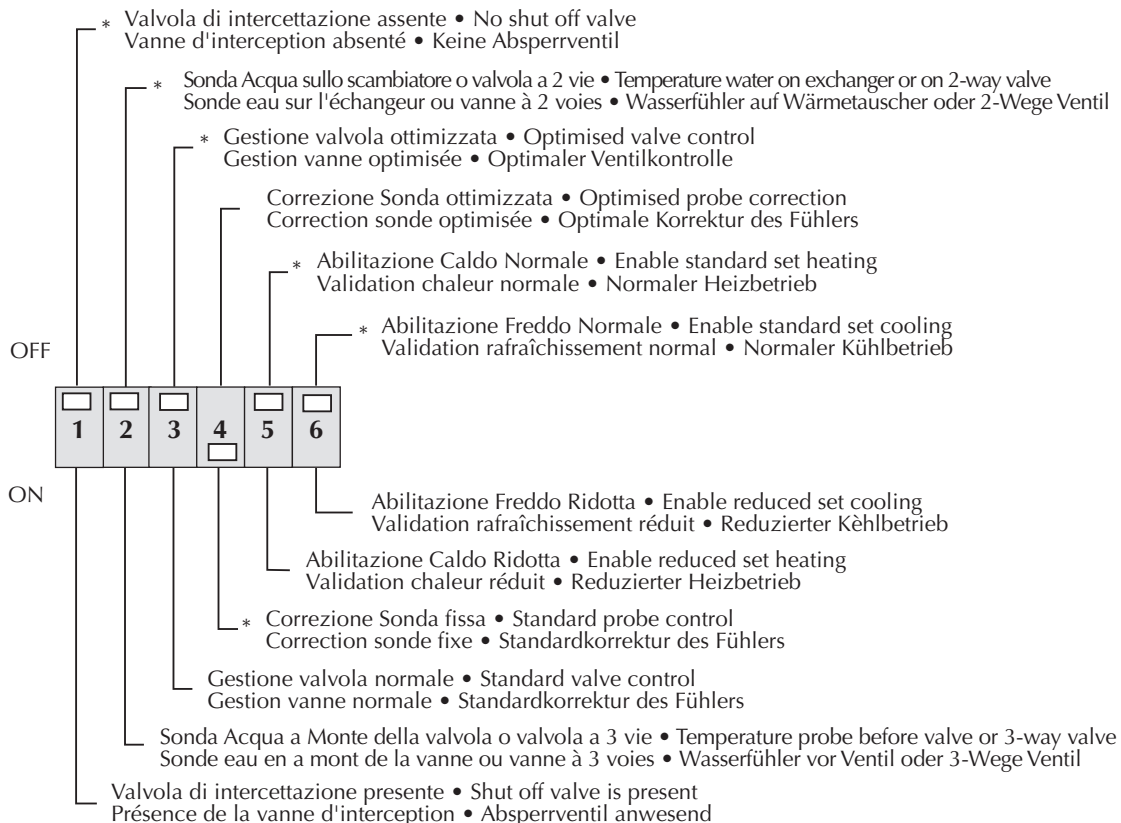 * Valvola di intercettazione assente • No shut off valve
Vanne d'interception absenté • Keine Absperrventil
* Sonda Acqua sullo scambiatore o valvola a 2 vie • Temperature water on exchanger or on 2-way valve
Sonde eau sur l'échangeur ou vanne à 2 voies • Wasserfühler auf Wärmetauscher oder 2-Wege Ventil
* Gestione valvola ottimizzata • Optimised valve control
Gestion vanne optimisée • Optimaler Ventilkontrolle
Correzione Sonda ottimizzata • Optimised probe correction
Correction sonde optimisée • Optimale Korrektur des Fühlers
* Abilitazione Caldo Normale • Enable standard set heating
Validation chaleur normale • Normaler Heizbetrieb
* Abilitazione Freddo Normale • Enable standard set cooling
Validation rafraîchissement normal • Normaler Kühlbetrieb
OFF
1 2 3 4 5 6
ON
Abilitazione Freddo Ridotta • Enable reduced set cooling
Validation rafraîchissement réduit • Reduzierter Kèhlbetrieb
Abilitazione Caldo Ridotta • Enable reduced set heating
Validation chaleur réduit • Reduzierter Heizbetrieb
* Correzione Sonda fissa • Standard probe control
Correction sonde fixe • Standardkorrektur des Fühlers
Gestione valvola normale • Standard valve control
Gestion vanne normale • Standardkorrektur des Fühlers
Sonda Acqua a Monte della valvola o valvola a 3 vie • Temperature probe before valve or 3-way valve
Sonde eau en a mont de la vanne ou vanne à 3 voies • Wasserfühler vor Ventil oder 3-Wege Ventil
Valvola di intercettazione presente • Shut off valve is present
Présence de la vanne d'interception • Absperrventil anwesend